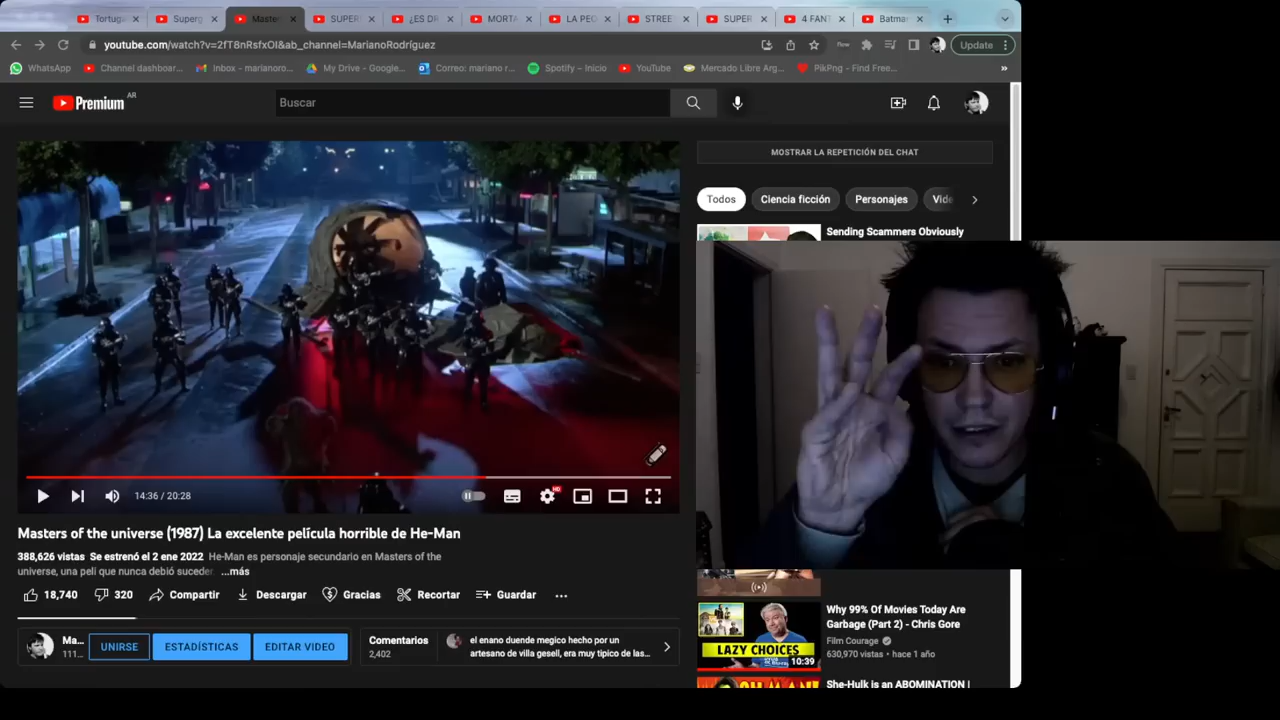 Tortug
Superg
Master
SUPER
¿ES DR
MORTA
LA PEO
STREE
SUPER
4 FANT
Batma
youtube.com/watch?v=2fT8nRsfxOI&ab_channel=MarianoRodríguez
Update
WhatsApp
Channel dashboar...
Inbox - marianoro...
My Drive - Google...
Correo: mariano r...
Spotify – Inicio
YouTube
Mercado Libre Arg...
PikPng - Find Free...
Premium AR
Buscar
MOSTRAR LA REPETICIÓN DEL CHAT
Todos
Ciencia ficción
Personajes
Vide
Sending Scammers Obviously
14:36 / 20:28
HD
Masters of the universe (1987) La excelente película horrible de He-Man
388,626 vistas Se estrenó el 2 ene 2022 He-Man es personaje secundario en Masters of the
universe, una peli que nunca debió suceder ...más
18,740
320
Compartir
Descargar
Gracias
Recortar
Guardar
Ma...
111...
UNIRSE
ESTADÍSTICAS
EDITAR VIDEO
Comentarios
2,402
el enano duende megico hecho por un
artesano de villa gesell, era muy tipico de las...
Why 99% Of Movies Today Are
Garbage (Part 2) - Chris Gore
Film Courage
630,970 vistas • hace 1 año
LAZY CHOICES
10:39
She-Hulk is an ABOMINATION |